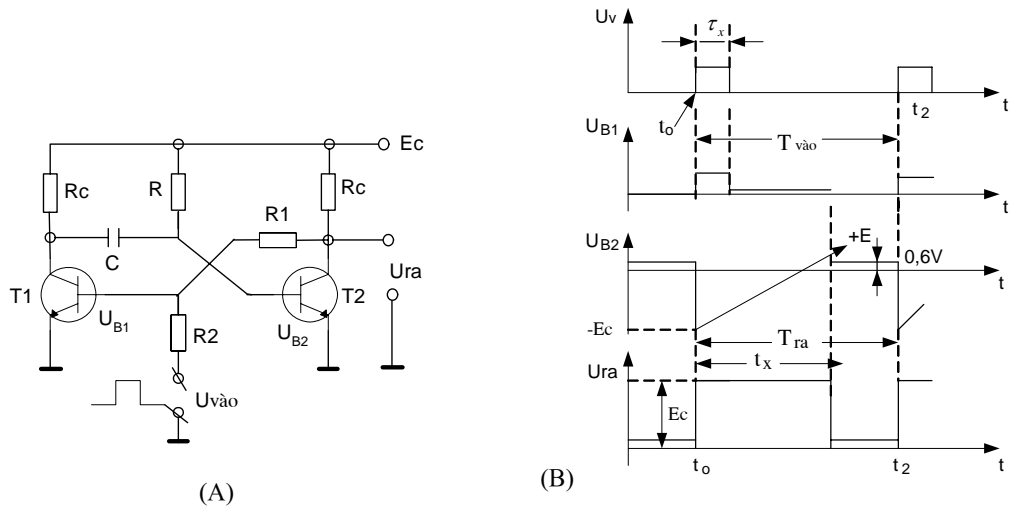 Ec
Rc
R
Rc
R1
C
Ura
T1
T2
UB1
R2
UB2
Uvào
(A)
Uv
τx
t
to
t2
UB1
Tvào
t
UB2
+E
0,6V
t
-Ec
Tra
Ura
tx
Ec
to
t2
t
(B)